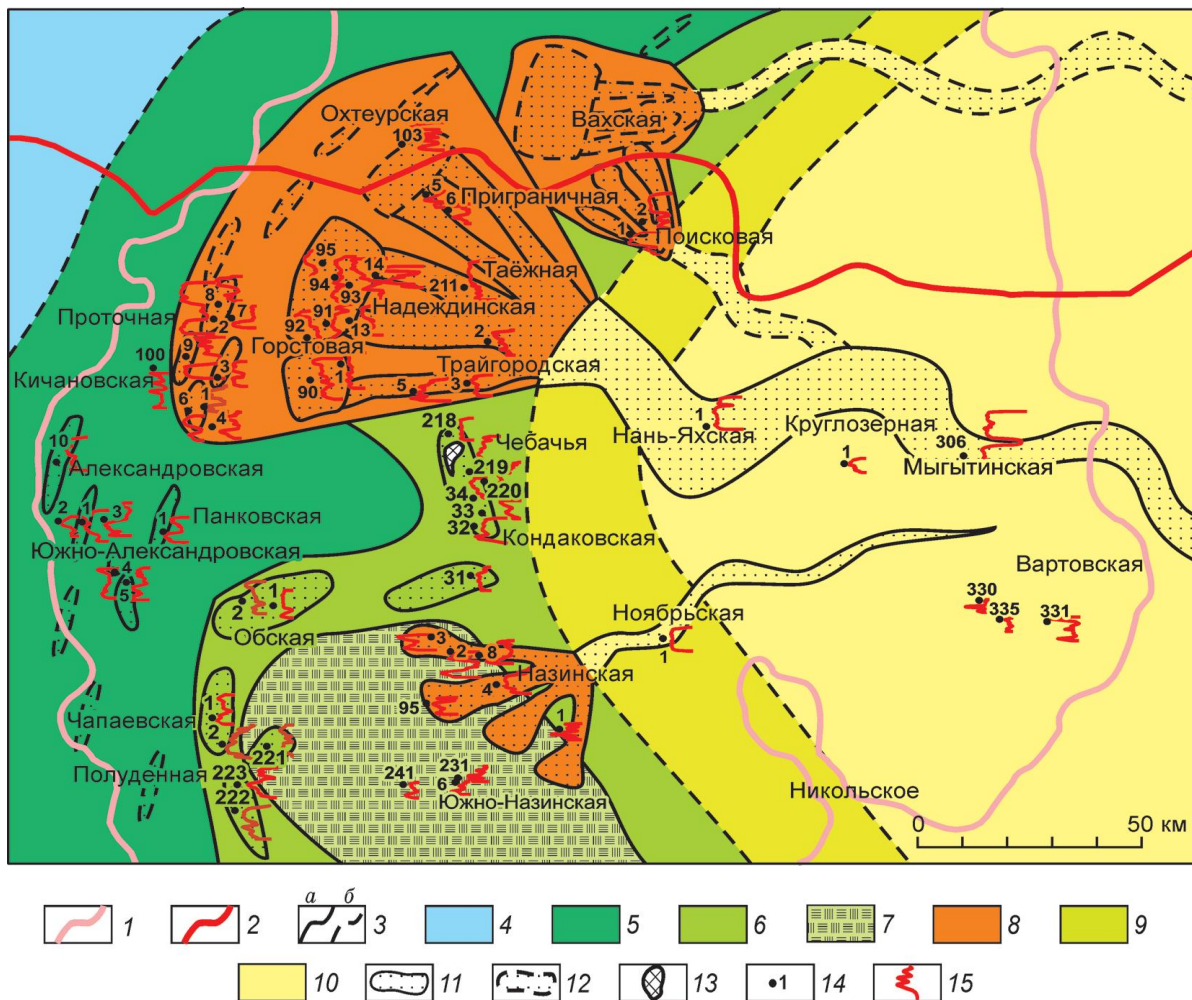 Охтеурская
103
Вахская
5
6
Приграничная
2
1
Поисковая
95
14
94
93
211
Таёжная
Надеждинская
8
7
2
Проточная
91
92
13
2
Горстовая
9
3
100
Кичановская
90
1
5
3
Трайгородская
6
1
4
218
Чебачья
219
220
34
33
32
Кондаковская
1
Нань-Яхская
Круглозерная
1
306
Мыгытинская
10
Александровская
2
1
3
1
Панковская
Южно-Александровская
4
5
31
2
1
Обская
Ноябрьская
1
Вартовская
330
335
331
3
2
8
Назинская
4
95
1
1
Чапаевская
2
221
Полуденная
223
222
241
231
6
Южно-Назинская
Никольское
0 50 км
1 2 а б 3 4 5 6 7 8 9
10 11 12 13 1 14 15